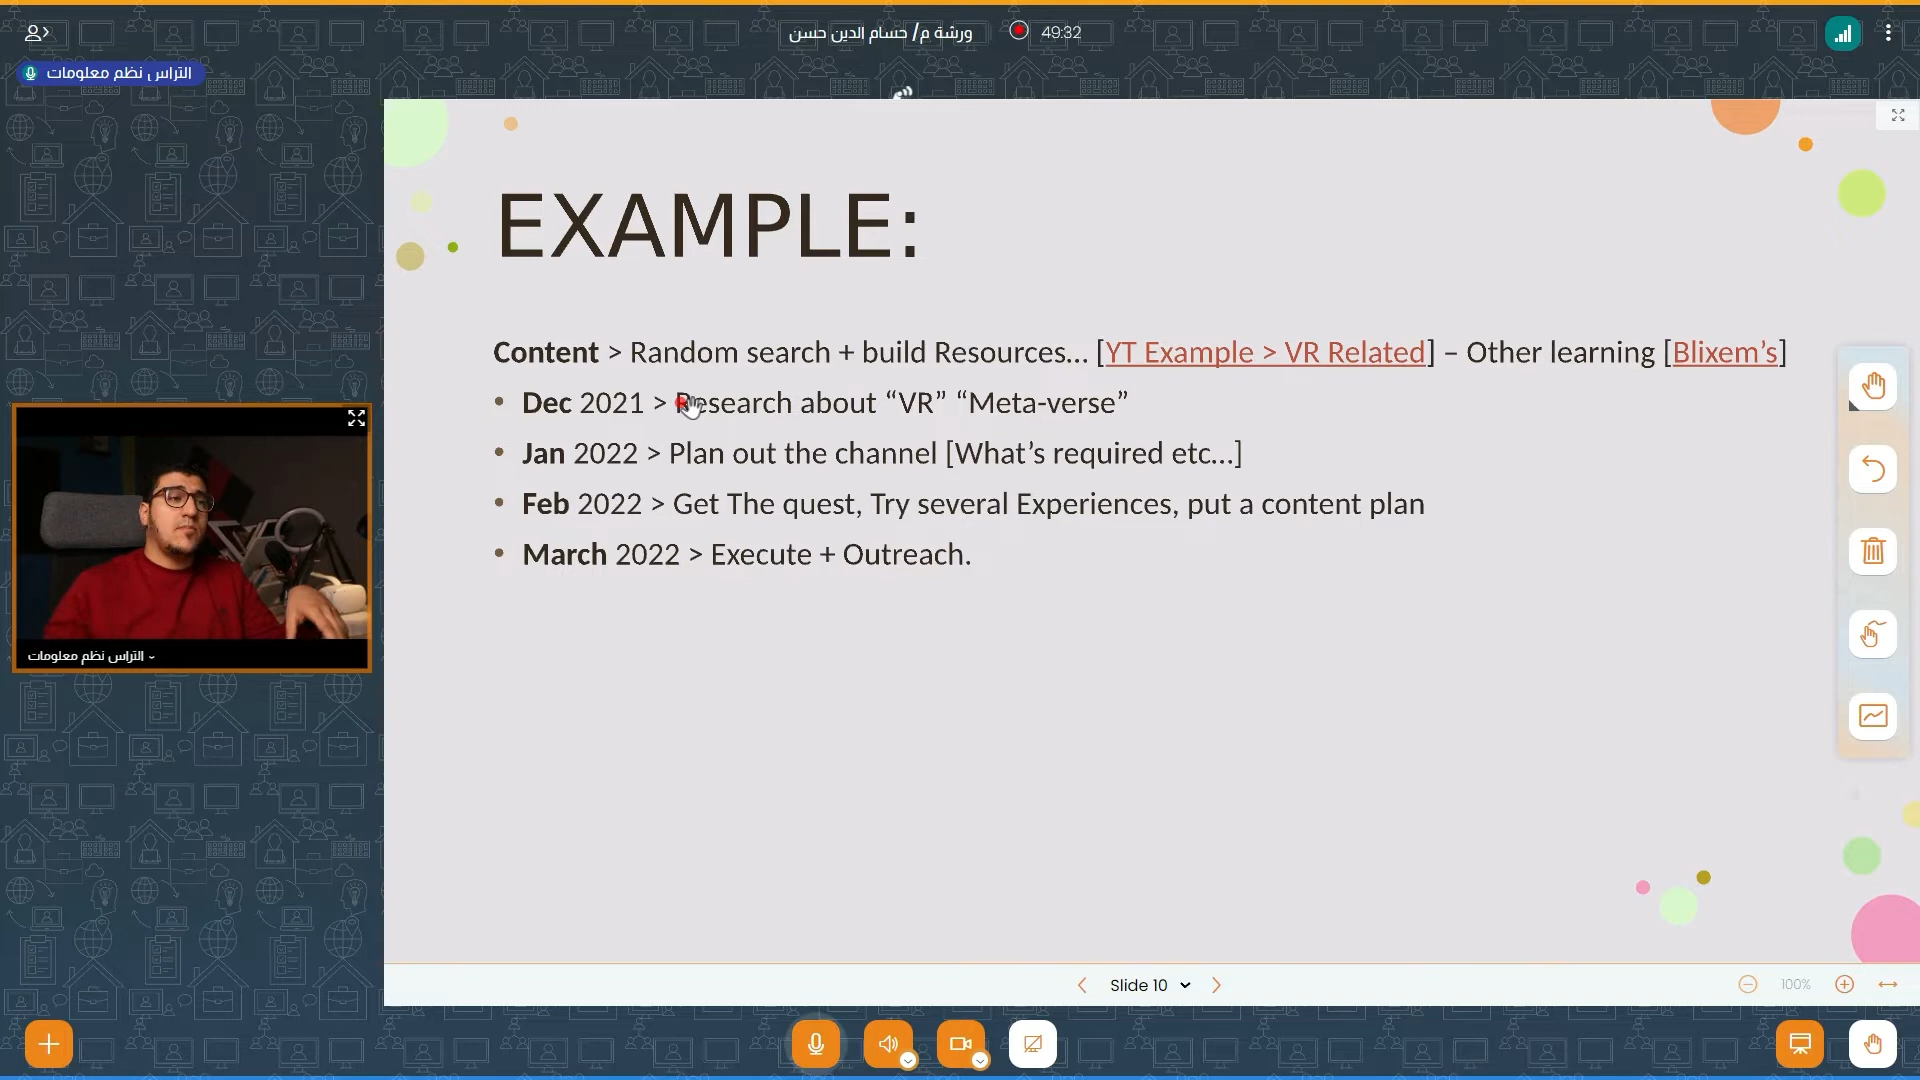 ورشة م/ حسام الدين حسن
49:32
التراس نظم معلومات
EXAMPLE:
Content > Random search + build Resources... [YT Example > VR Related] – Other learning [Blixem’s]
• Dec 2021 > Research about “VR” “Meta-verse”
• Jan 2022 > Plan out the channel [What’s required etc...]
• Feb 2022 > Get The quest, Try several Experiences, put a content plan
• March 2022 > Execute + Outreach.
التراس نظم معلومات
Slide 10
100%